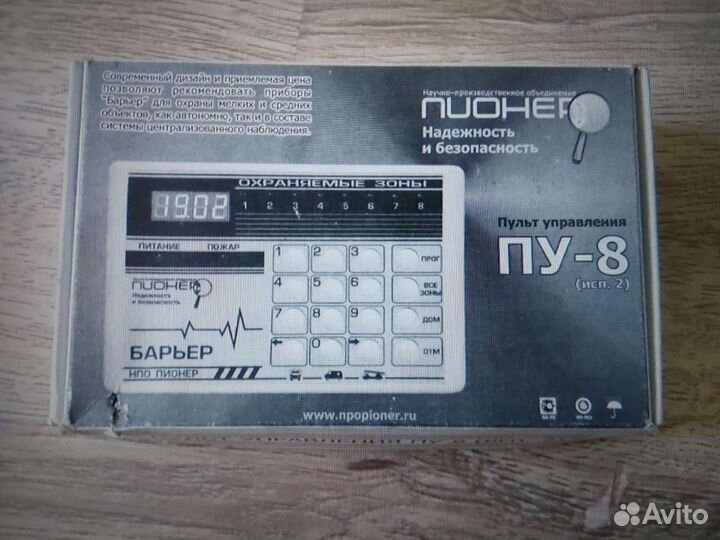 Современный дизайн и приемлемая цена
позволяют рекомендовать приборы
"Барьер" для охраны мелких и средних
объектов, как автономно, так и в составе
системы централизованного наблюдения.
Научно-производственное объединение
ПИОНЕР
Надежность
и безопасность
Пульт управления
ПУ-8
(исп. 2)
ОХРАНЯЕМЫЕ ЗОНЫ
19:02
1 2 3 4 5 6 7 8
ПИТАНИЕ ПОЖАР
1 2 3 ПРОГ
ПИОНЕР
Надежность
и безопасность
4 5 6 ВСЕ
ЗОНЫ
7 8 9 ДОМ
БАРЬЕР
← 0 → ОТМ
НПО ПИОНЕР
www.npopioner.ru
Avito